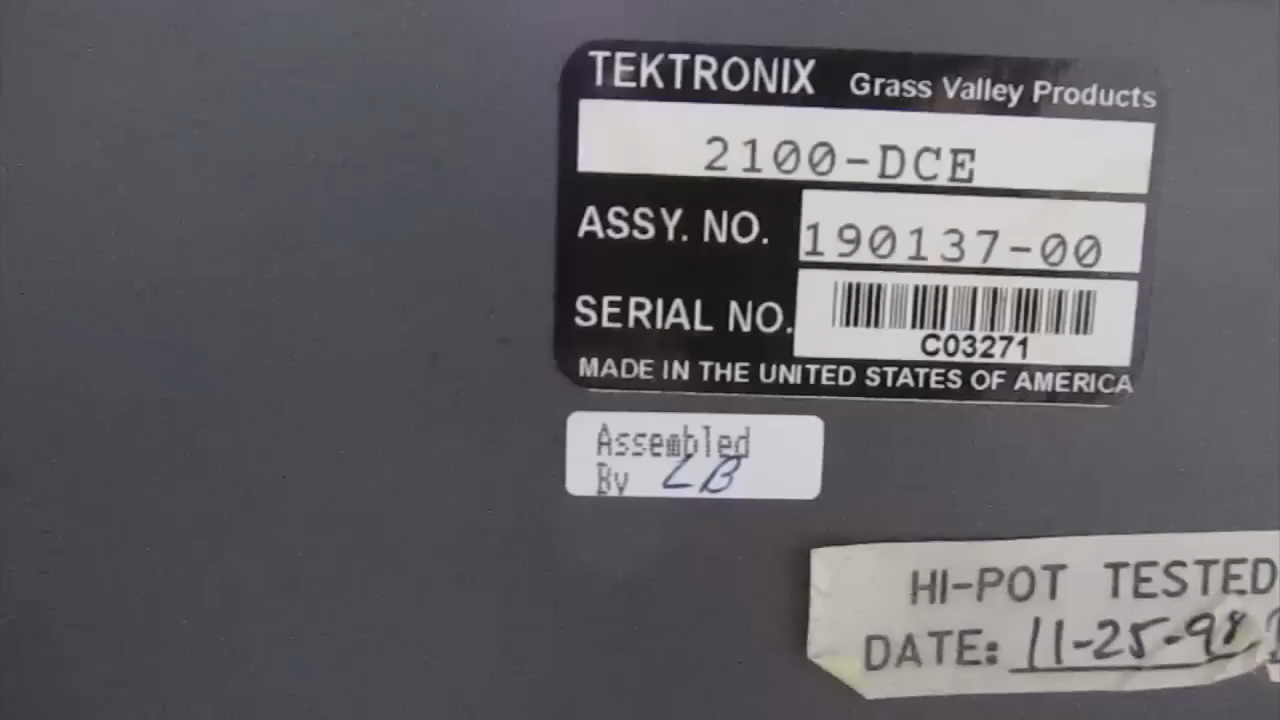 TEKTRONIX Grass Valley Products
2100-DCE
ASSY. NO. 190137-00
SERIAL NO. C03271
MADE IN THE UNITED STATES OF AMERICA
Assembled
By LB
HI-POT TESTED
DATE: 11-25-98